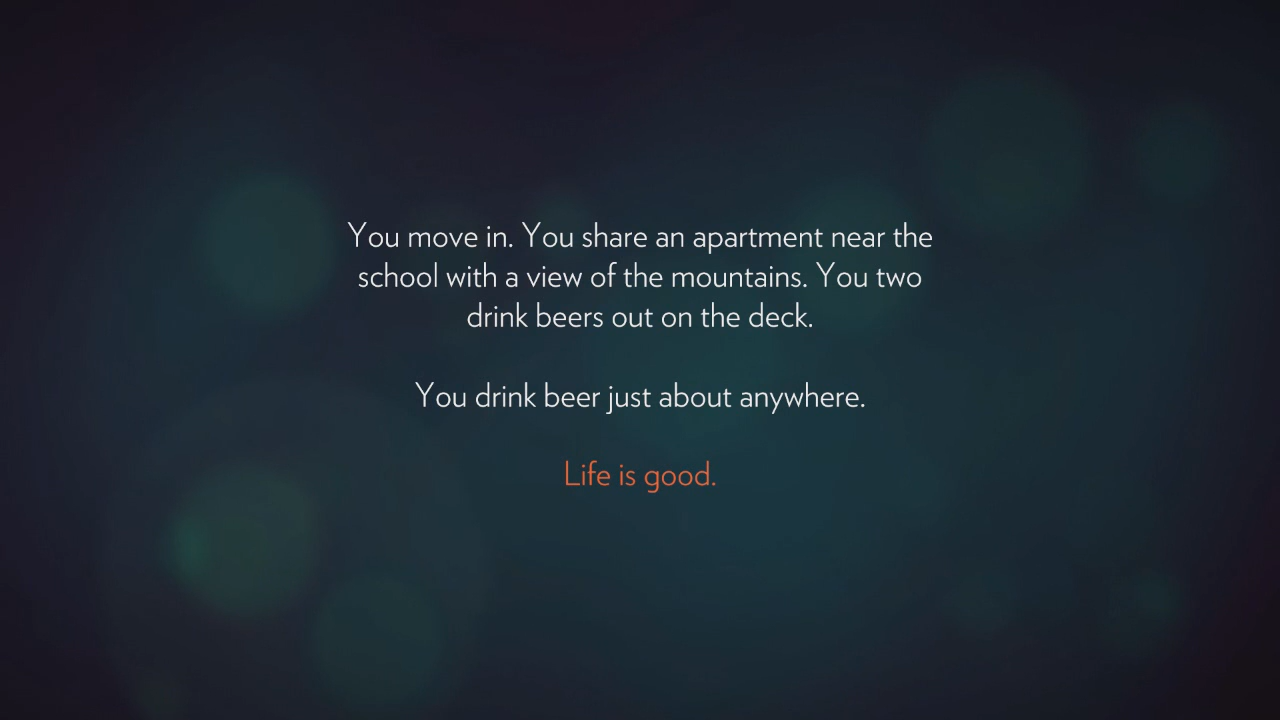 You move in. You share an apartment near the
school with a view of the mountains. You two
drink beers out on the deck.
You drink beer just about anywhere.
Life is good.